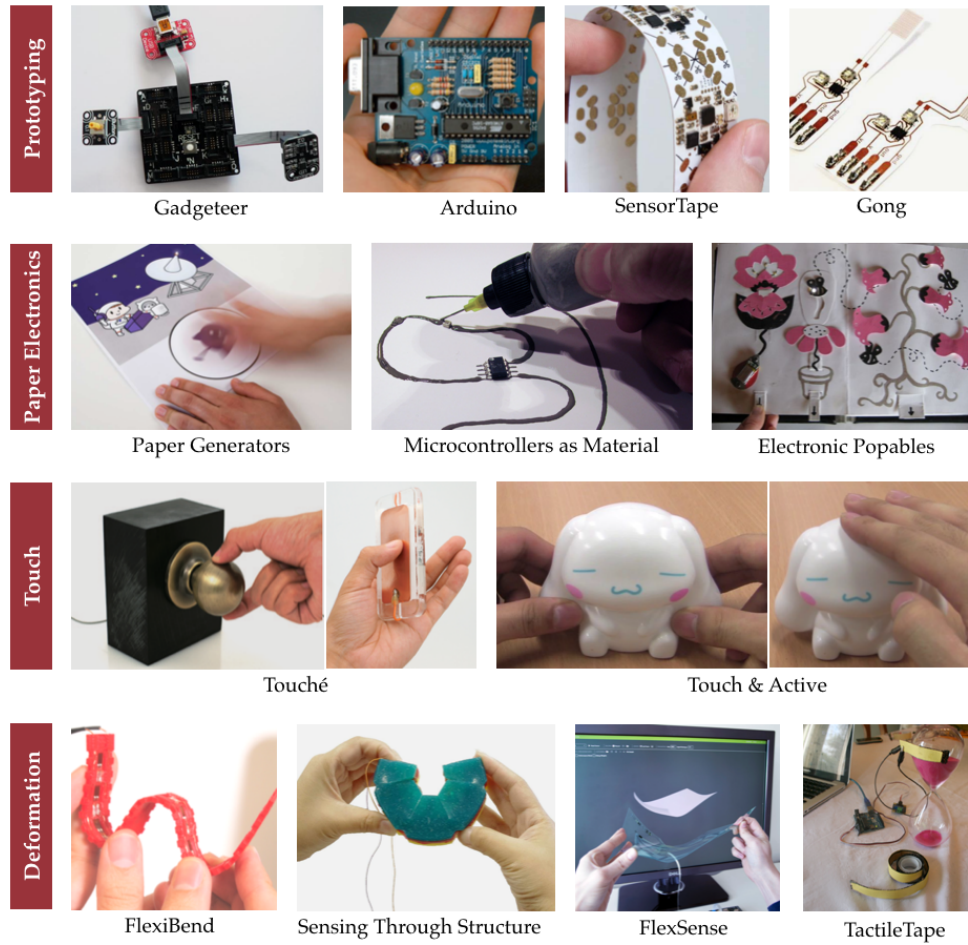 Prototyping
Gadgeteer
Arduino
SensorTape
Gong
Paper Electronics
Paper Generators
Microcontrollers as Material
Electronic Popables
Touch
Touché
Touch & Active
Deformation
FlexiBend
Sensing Through Structure
FlexSense
TactileTape